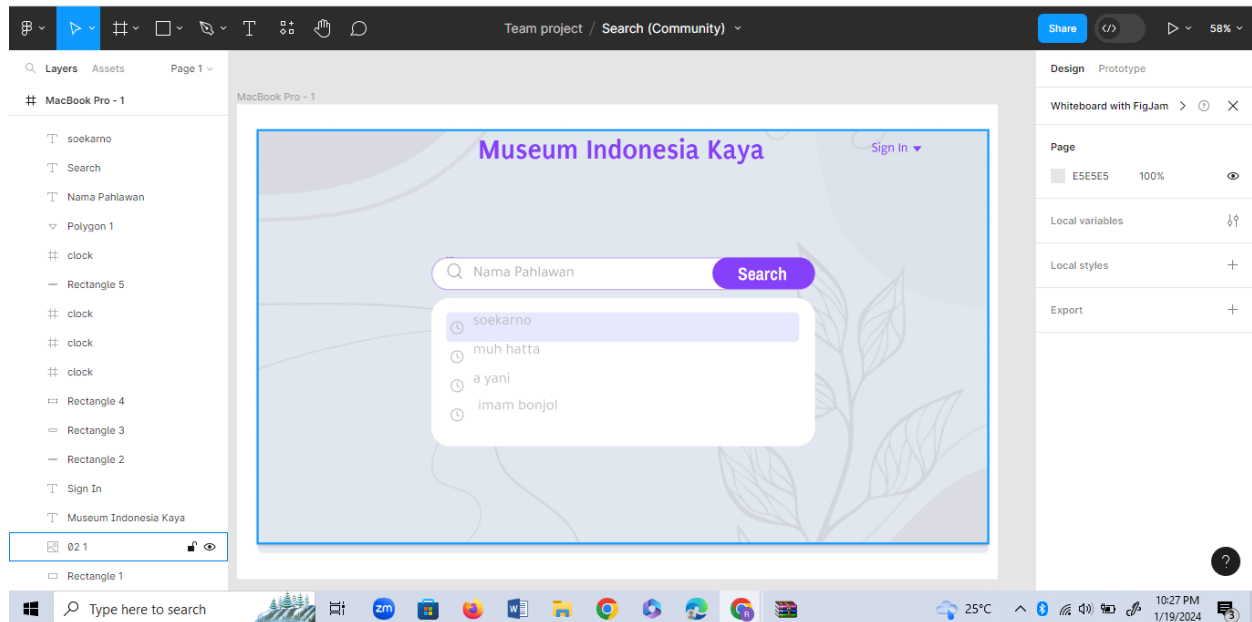 Team project / Search (Community)
Share
58%
Layers Assets Page 1
MacBook Pro - 1
soekarno
Search
Nama Pahlawan
Polygon 1
clock
Rectangle 5
clock
clock
clock
Rectangle 4
Rectangle 3
Rectangle 2
Sign In
Museum Indonesia Kaya
02 1
Rectangle 1
MacBook Pro - 1
Museum Indonesia Kaya
Sign In
Nama Pahlawan
Search
soekarno
muh hatta
a yani
imam bonjol
Design Prototype
Whiteboard with FigJam
Page
E5E5E5 100%
Local variables
Local styles
Export
?
Type here to search
zm
25°C
10:27 PM
1/19/2024
3